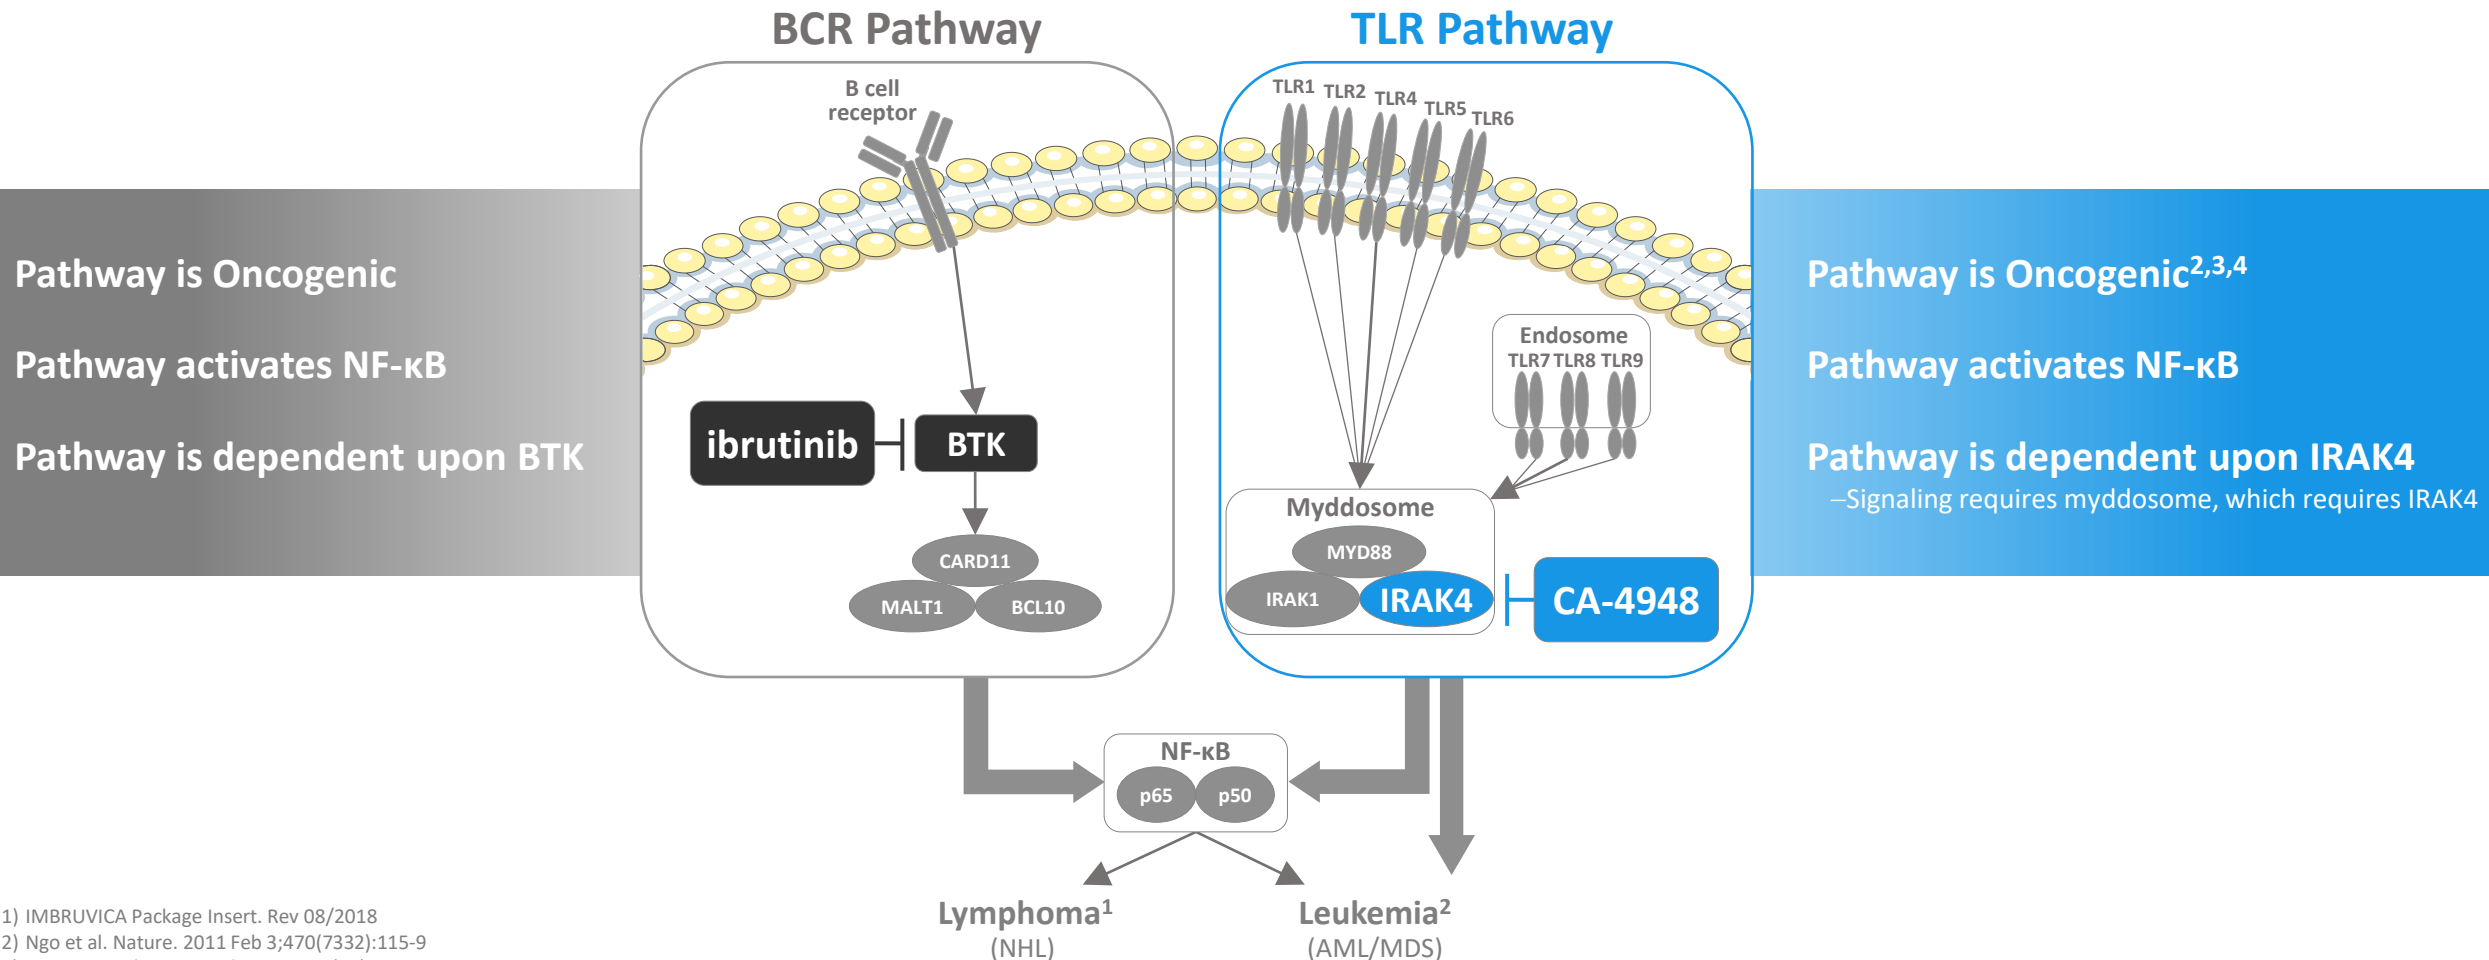 BCR Pathway
TLR Pathway
B cell
receptor
TLR1 TLR2 TLR4 TLR5 TLR6
Pathway is Oncogenic
Pathway activates NF-κB
Pathway is dependent upon BTK
ibrutinib
BTK
CARD11
MALT1
BCL10
Endosome
TLR7 TLR8 TLR9
Myddosome
MYD88
IRAK1
IRAK4
CA-4948
Pathway is Oncogenic2,3,4
Pathway activates NF-κB
Pathway is dependent upon IRAK4
–Signaling requires myddosome, which requires IRAK4
NF-κB
p65
p50
Lymphoma1
(NHL)
Leukemia2
(AML/MDS)
1) IMBRUVICA Package Insert. Rev 08/2018
2) Ngo et al. Nature. 2011 Feb 3;470(7332):115-9